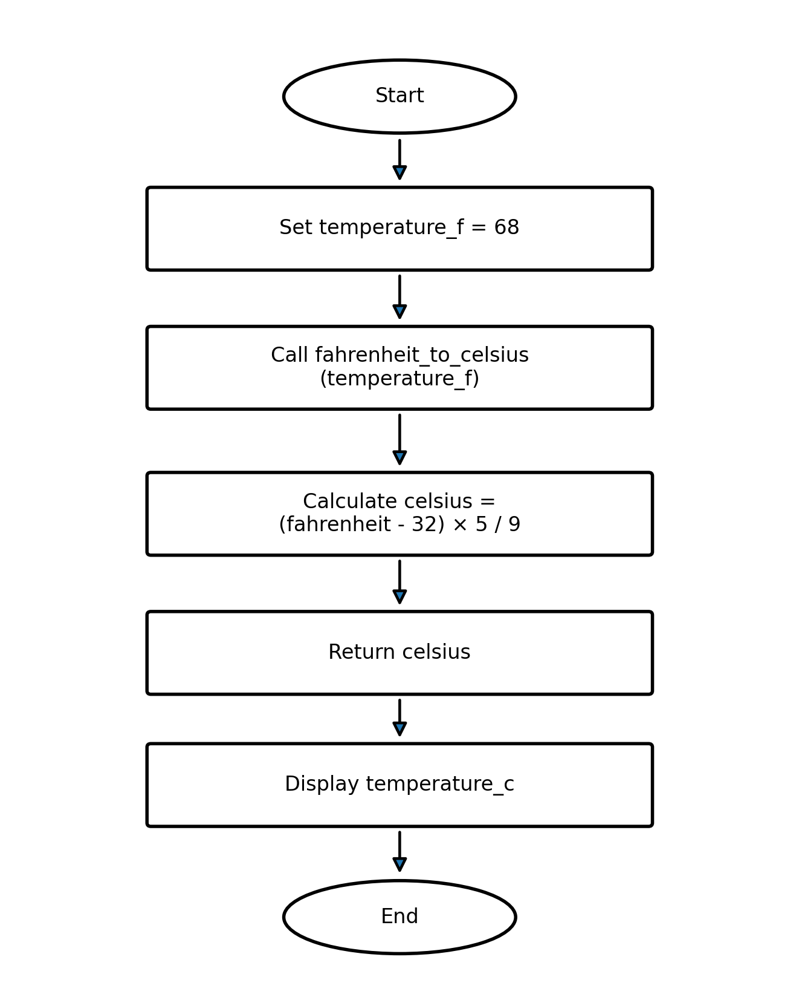 Start
Set temperature_f = 68
Call fahrenheit_to_celsius
(temperature_f)
Calculate celsius =
(fahrenheit - 32) × 5 / 9
Return celsius
Display temperature_c
End